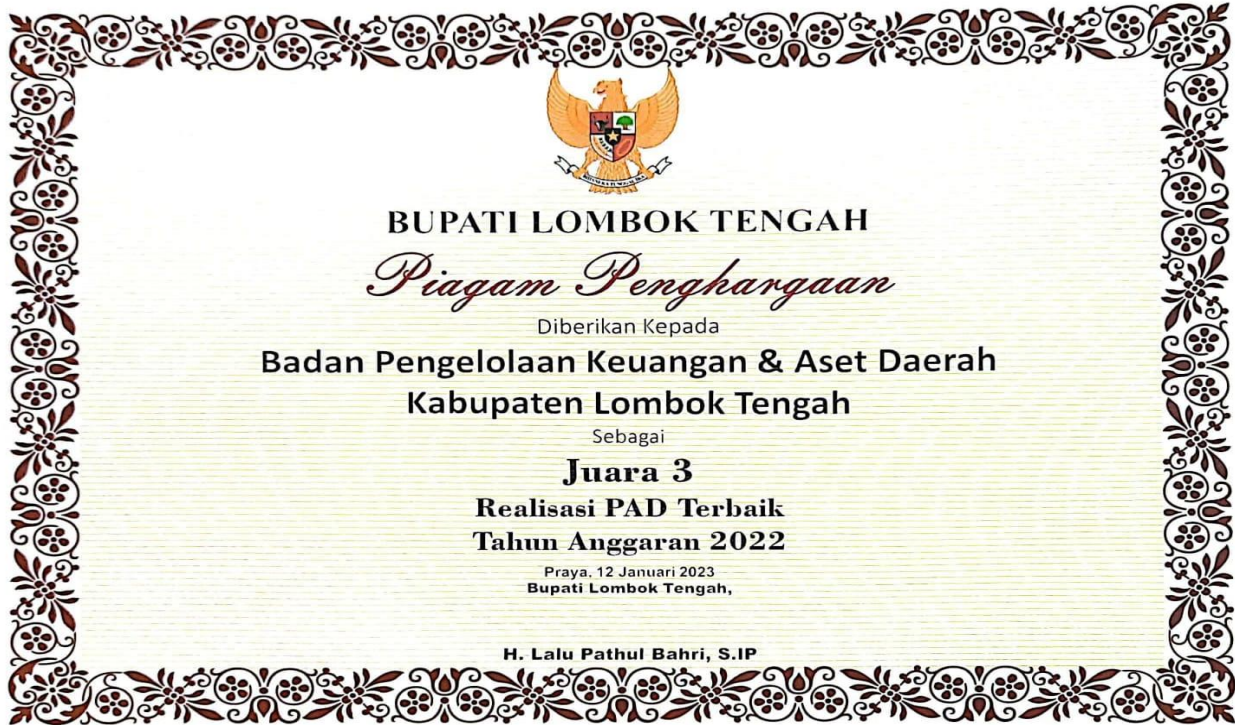 BUPATI LOMBOK TENGAH
Piagam Penghargaan
Diberikan Kepada
Badan Pengelolaan Keuangan & Aset Daerah
Kabupaten Lombok Tengah
Sebagai
Juara 3
Realisasi PAD Terbaik
Tahun Anggaran 2022
Praya, 12 Januari 2023
Bupati Lombok Tengah,
H. Lalu Pathul Bahri, S.IP